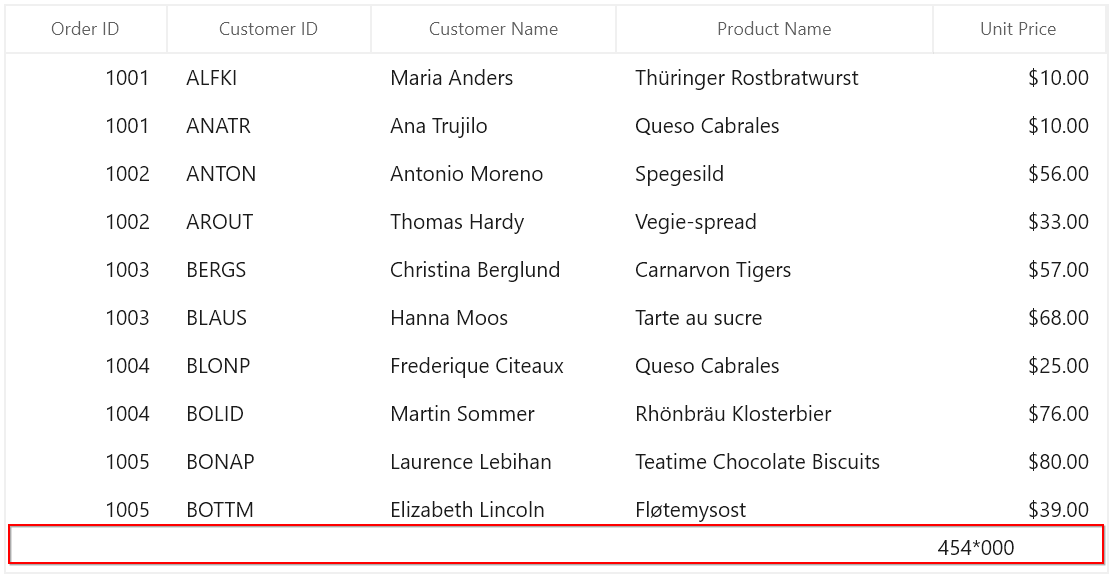 Order ID Customer ID Customer Name Product Name Unit Price
1001 ALFKI Maria Anders Thüringer Rostbratwurst $10.00
1001 ANATR Ana Trujilo Queso Cabrales $10.00
1002 ANTON Antonio Moreno Spegesild $56.00
1002 AROUT Thomas Hardy Vegie-spread $33.00
1003 BERGS Christina Berglund Carnarvon Tigers $57.00
1003 BLAUS Hanna Moos Tarte au sucre $68.00
1004 BLONP Frederique Citeaux Queso Cabrales $25.00
1004 BOLID Martin Sommer Rhönbräu Klosterbier $76.00
1005 BONAP Laurence Lebihan Teatime Chocolate Biscuits $80.00
1005 BOTTM Elizabeth Lincoln Fløtemysost $39.00
454*000